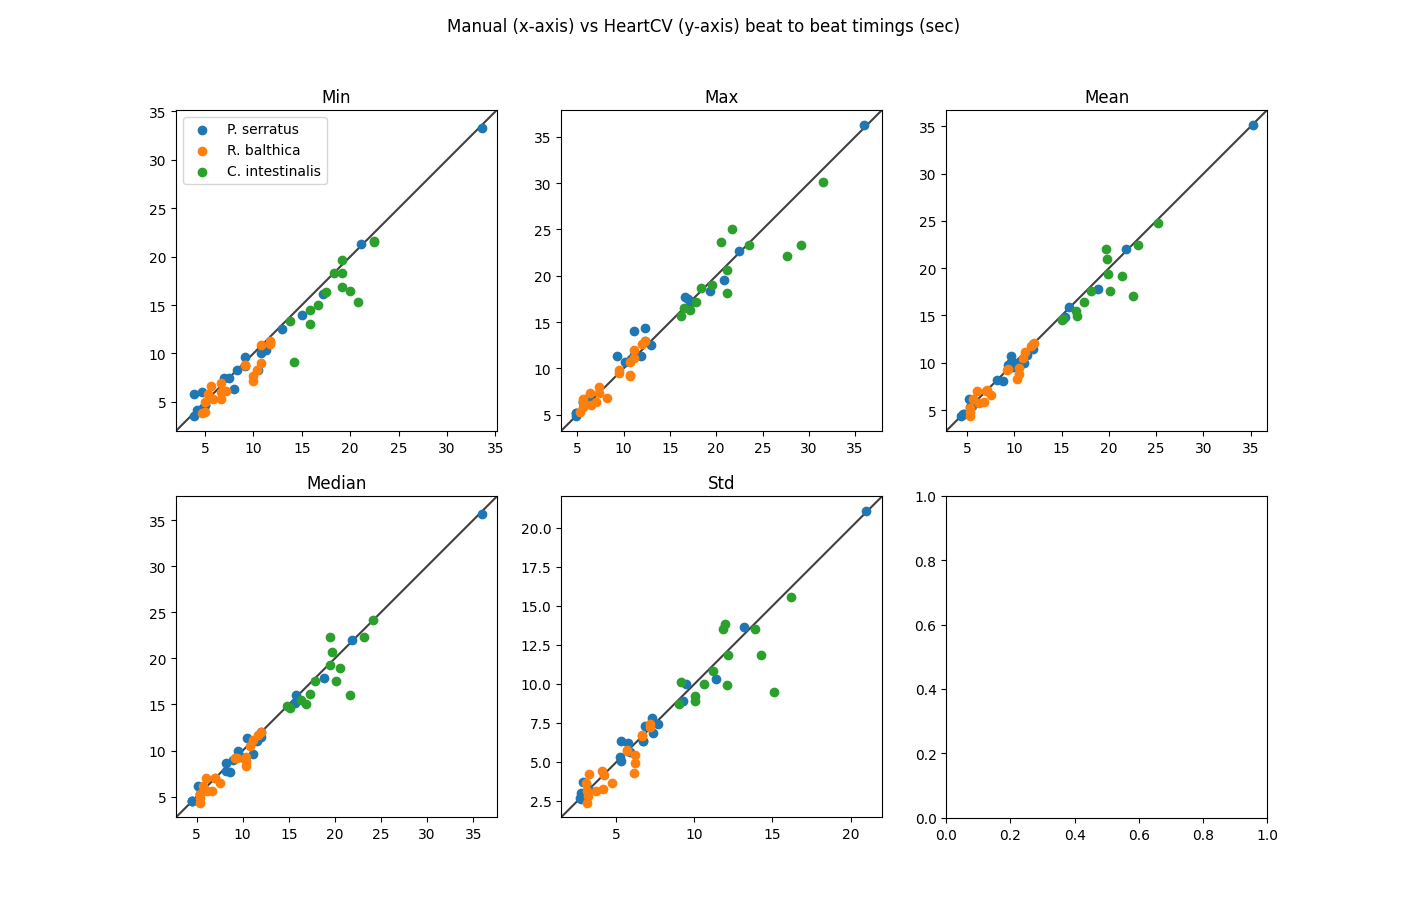 Manual (x-axis) vs HeartCV (y-axis) beat to beat timings (sec)
Min
35
30
25
20
15
10
5
5 10 15 20 25 30 35
P. serratus
R. balthica
C. intestinalis
Max
35
30
25
20
15
10
5
5 10 15 20 25 30 35
Mean
35
30
25
20
15
10
5
5 10 15 20 25 30 35
Median
35
30
25
20
15
10
5
5 10 15 20 25 30 35
Std
20.0
17.5
15.0
12.5
10.0
7.5
5.0
2.5
5 10 15 20
1.0
0.8
0.6
0.4
0.2
0.0
0.0 0.2 0.4 0.6 0.8 1.0